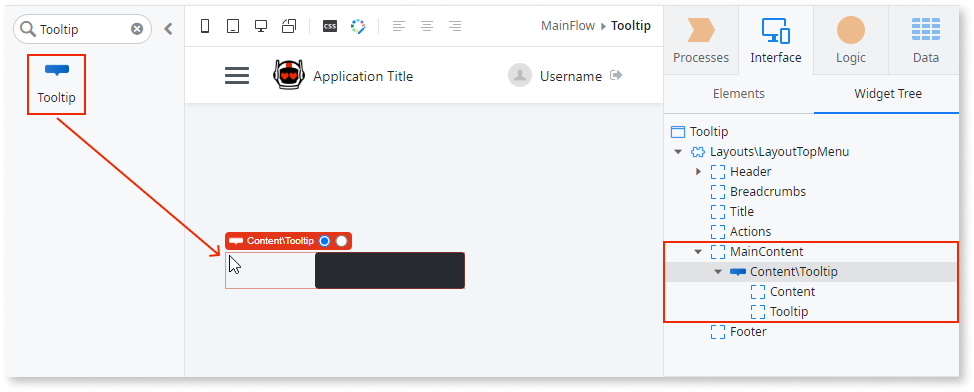 Tooltip
Tooltip
CSS
MainFlow Tooltip
Application Title
Username
Content\Tooltip
Processes
Interface
Logic
Data
Elements
Widget Tree
Tooltip
Layouts\LayoutTopMenu
Header
Breadcrumbs
Title
Actions
MainContent
Content\Tooltip
Content
Tooltip
Footer